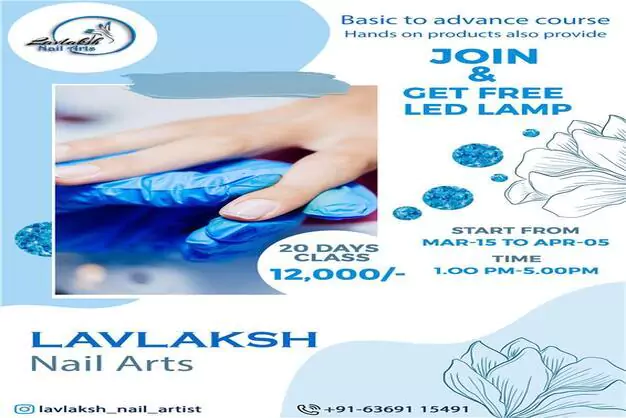 Lavlaksh
Nail Arts
Basic to advance course
Hands on products also provide
JOIN
&
GET FREE
LED LAMP
START FROM
MAR-15 TO APR-05
TIME
1.00 PM-5.00PM
20 DAYS
CLASS
12,000/-
LAVLAKSH
Nail Arts
lavlaksh_nail_artist
+91-63691 15491